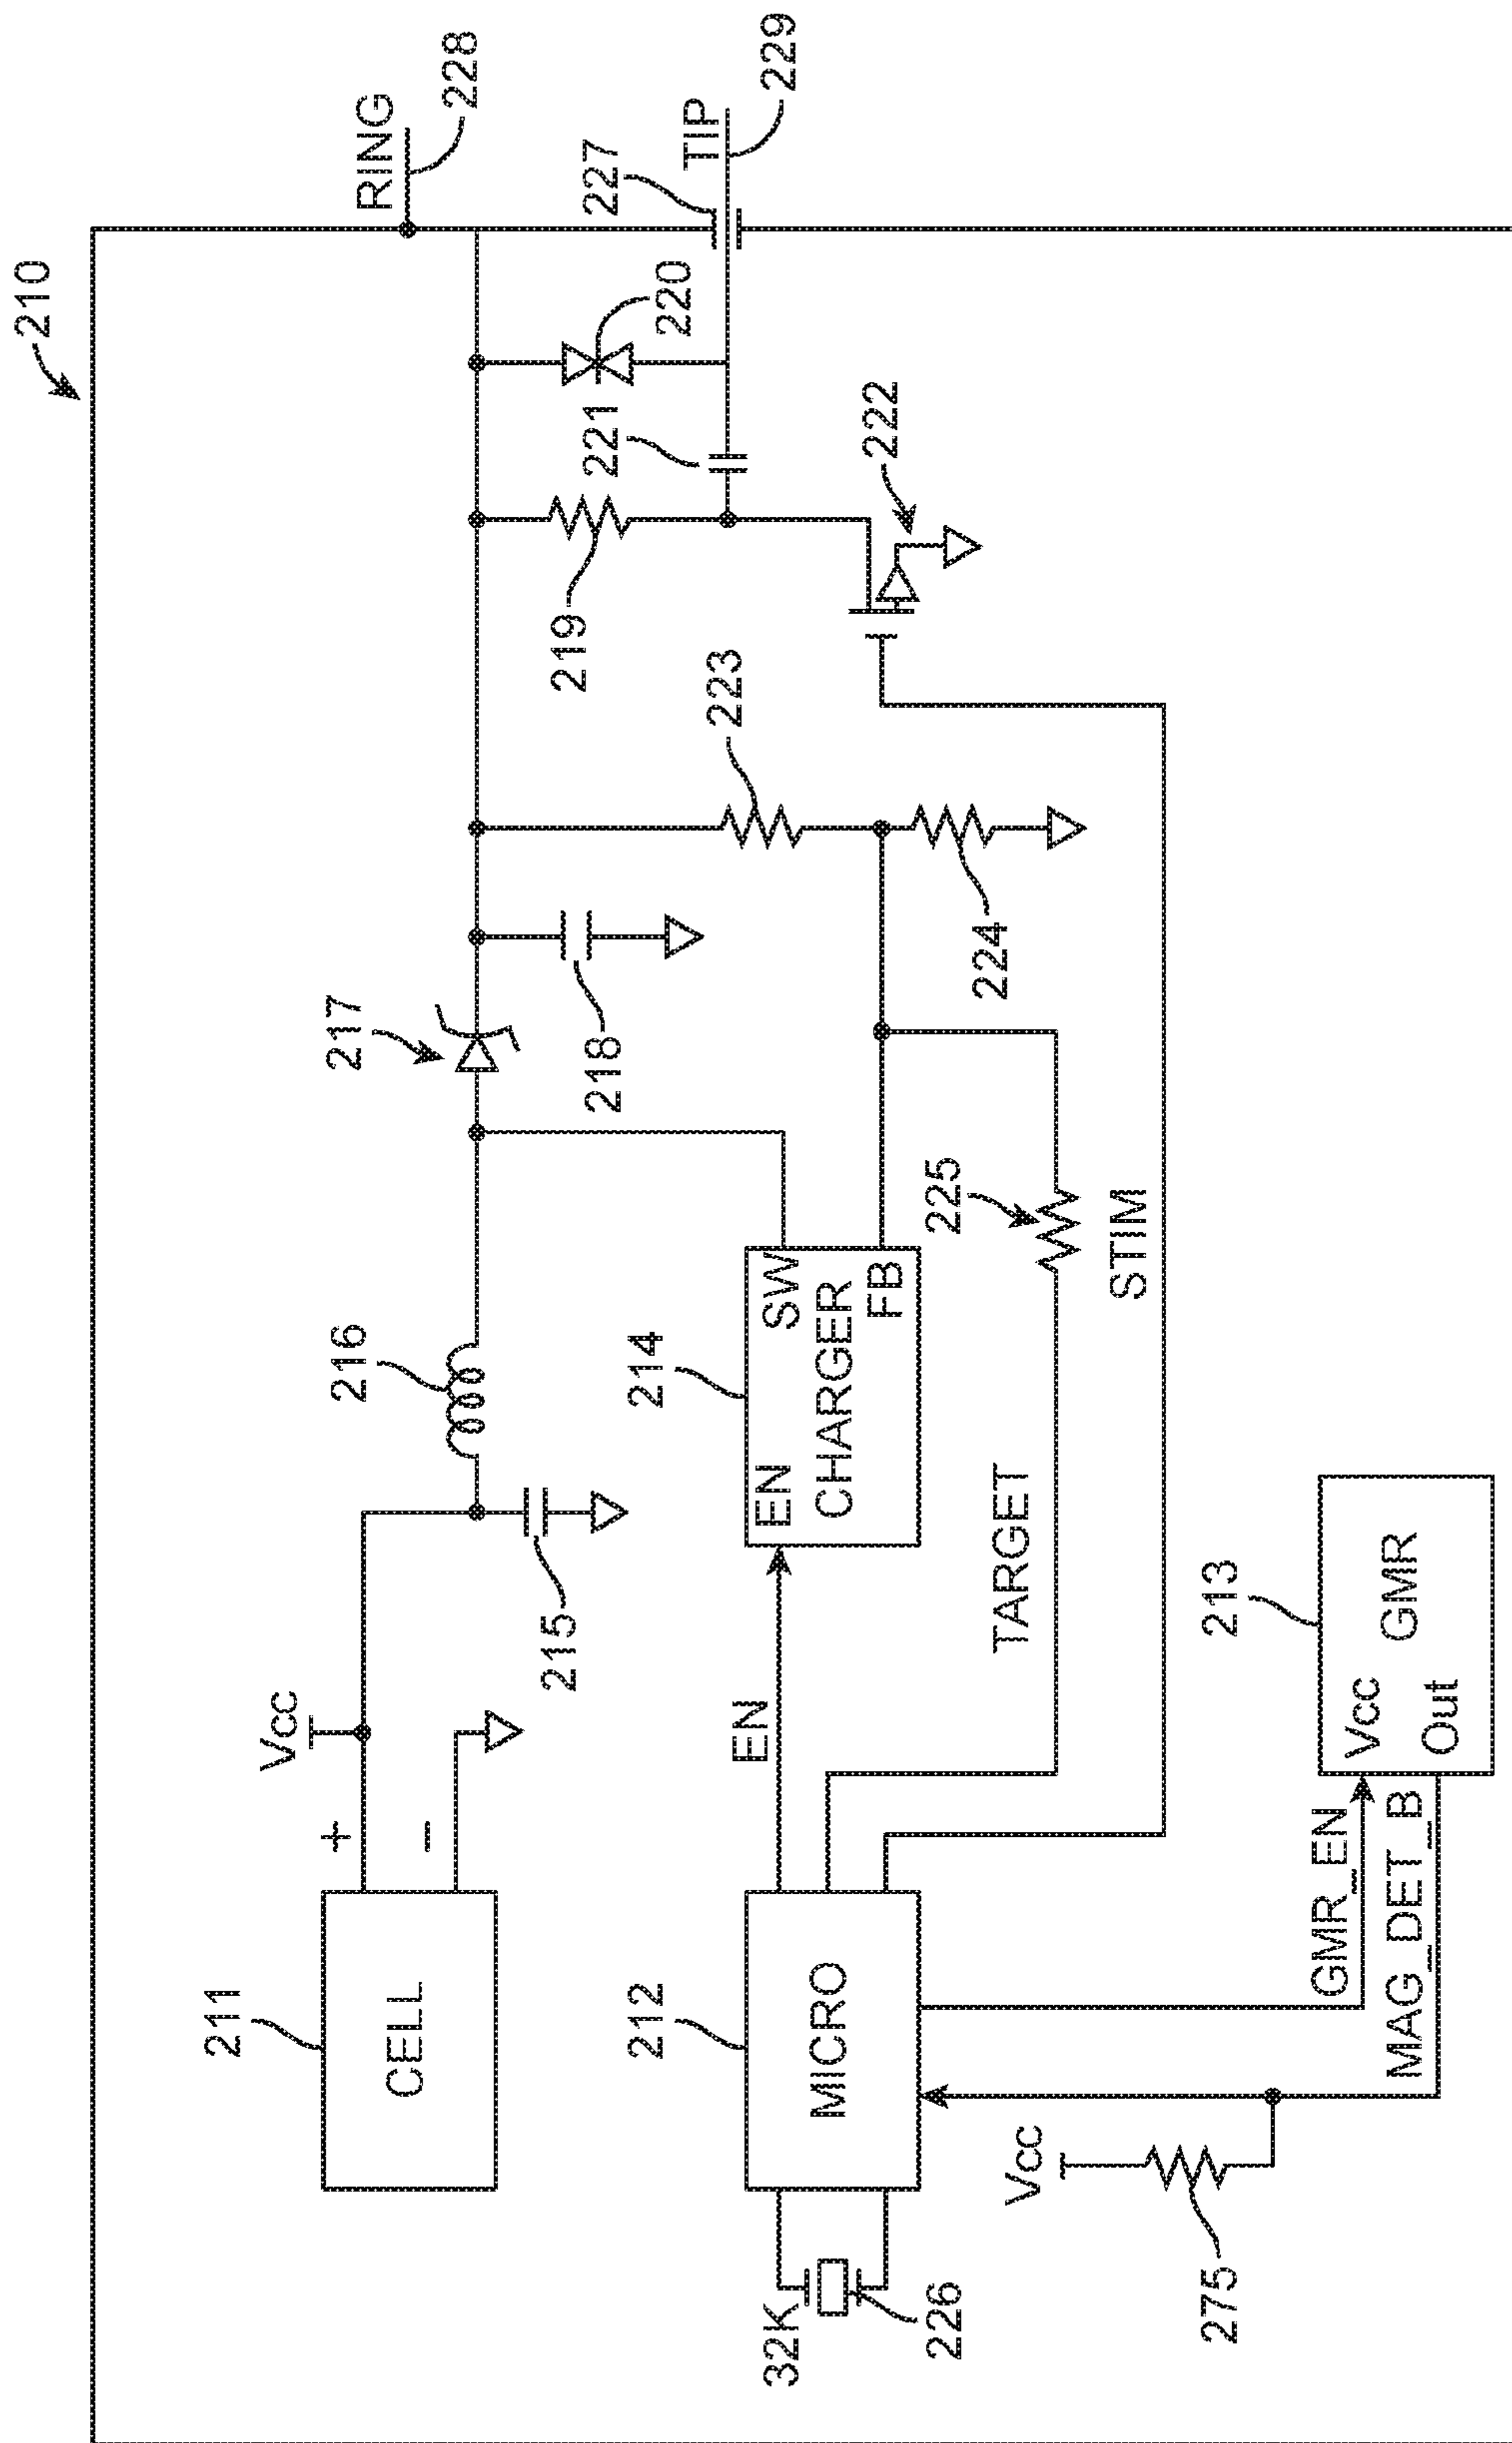 210
211
CELL
+
−
Vcc
215
216
217
218
219
220
221
222
223
224
225
227
RING
228
TIP
229
212
MICRO
32K
226
EN
214
EN
SW
CHARGER
FB
TARGET
STIM
213
GMR
Vcc
Out
GMR_EN
MAG_DET_B
Vcc
275